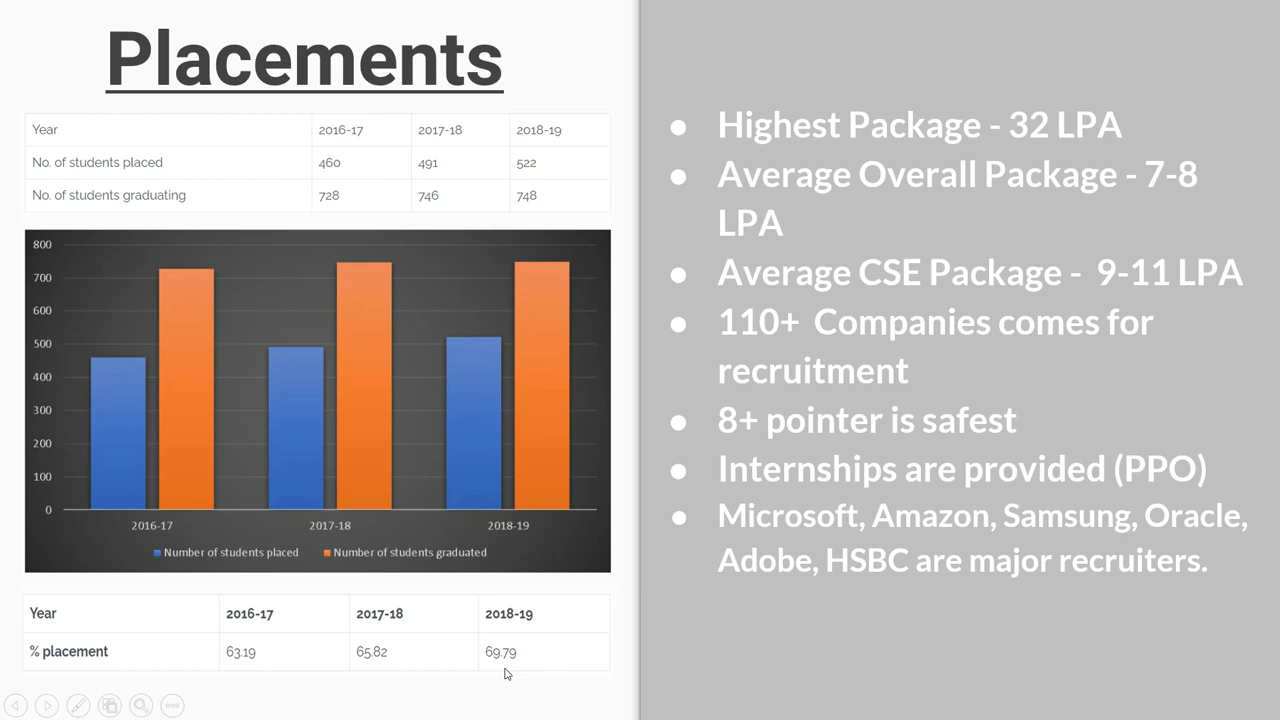 Placements
Year 2016-17 2017-18 2018-19
No. of students placed 460 491 522
No. of students graduating 728 746 748
800
700
600
500
400
300
200
100
0
2016-17 2017-18 2018-19
Number of students placed Number of students graduated
Year 2016-17 2017-18 2018-19
% placement 63.19 65.82 69.79
● Highest Package - 32 LPA
● Average Overall Package - 7-8
LPA
● Average CSE Package - 9-11 LPA
● 110+ Companies comes for
recruitment
● 8+ pointer is safest
● Internships are provided (PPO)
● Microsoft, Amazon, Samsung, Oracle,
Adobe, HSBC are major recruiters.